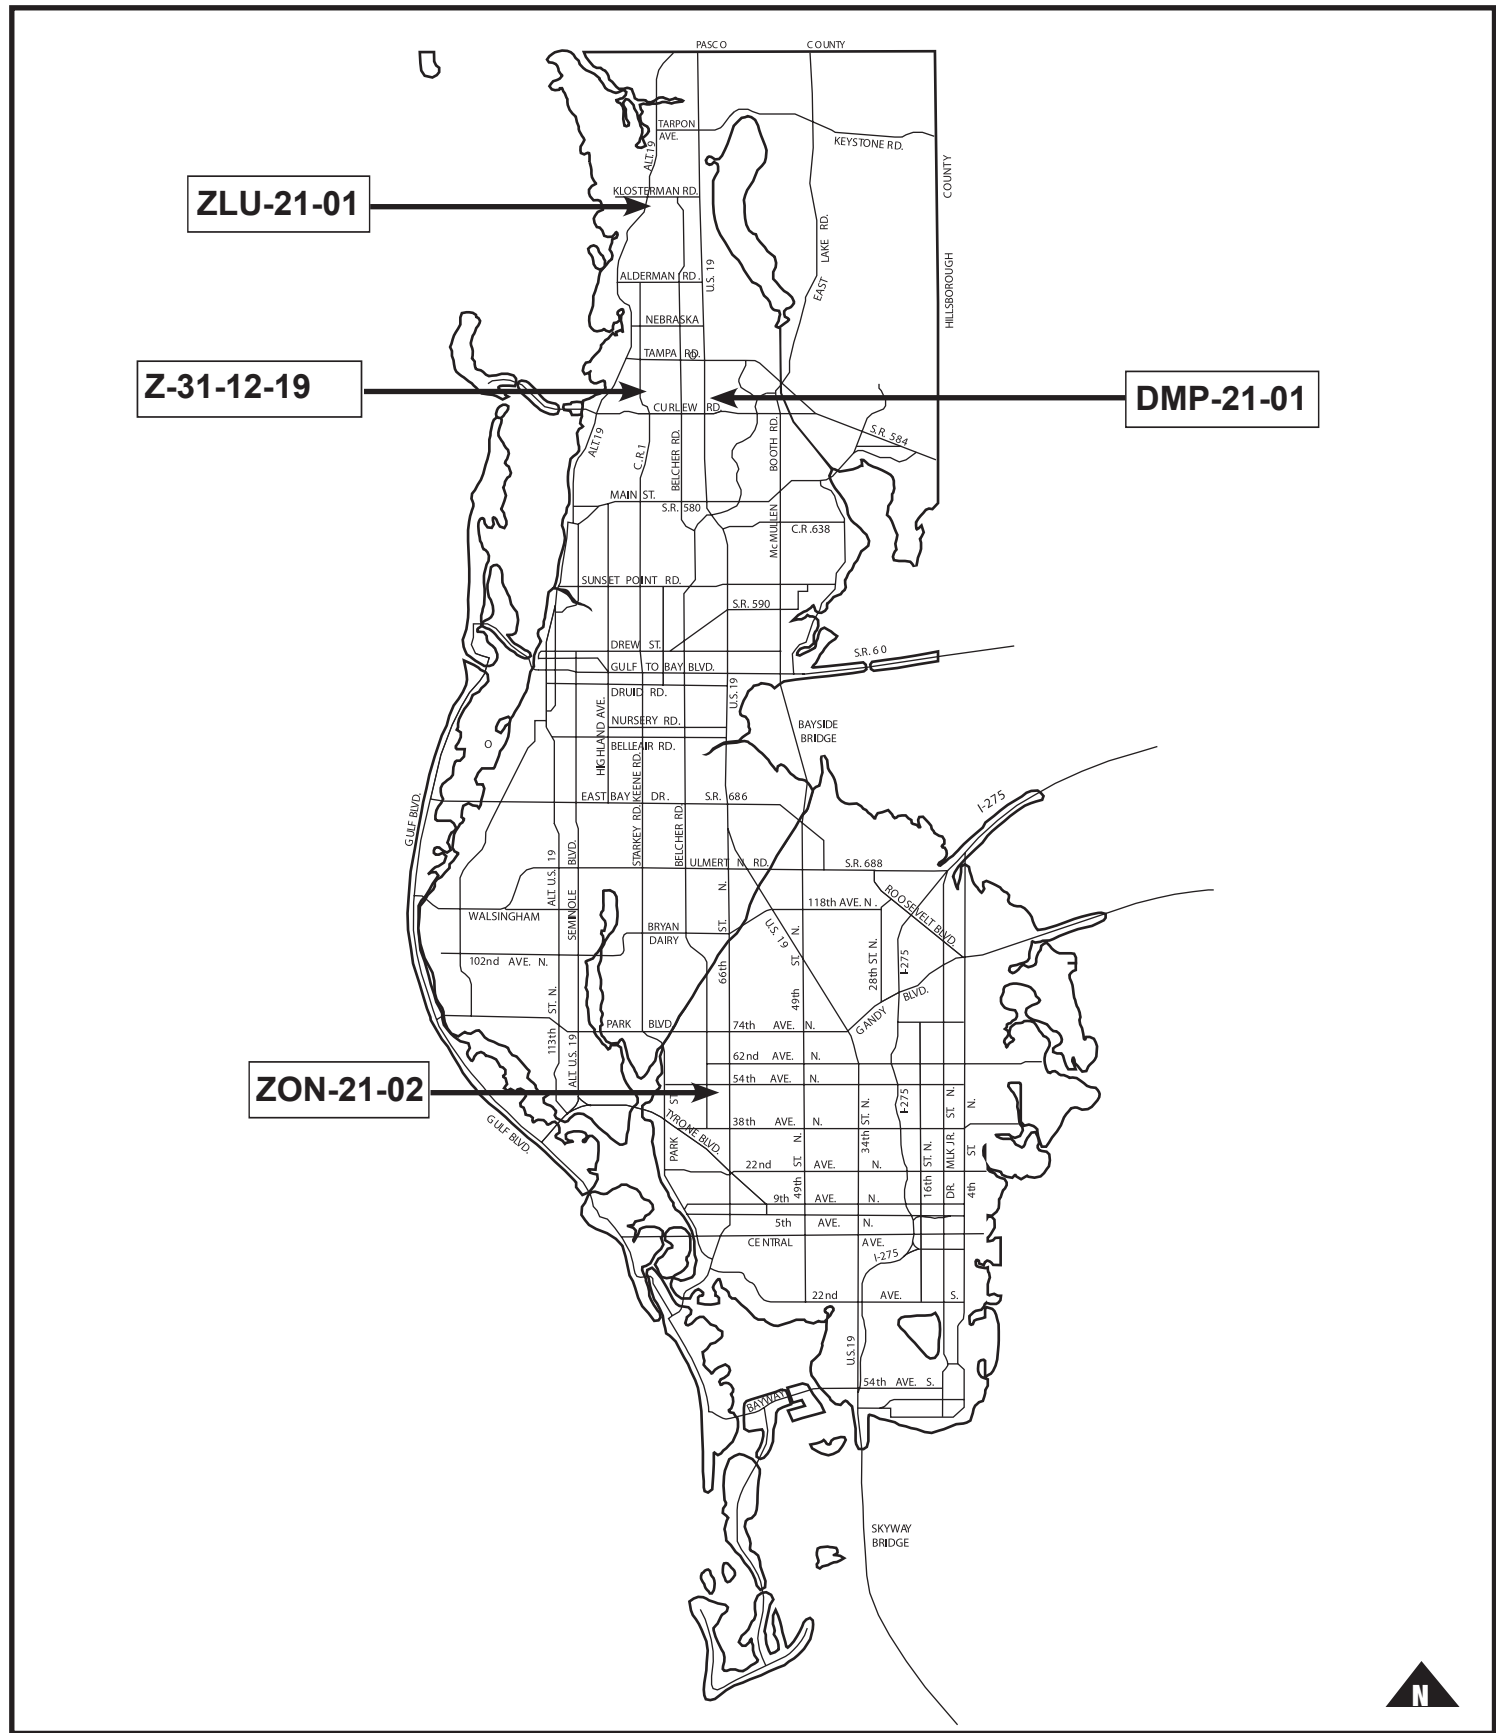 PASCO COUNTY
TARPON
AVE.
KEYSTONE RD.
ALT.19
COUNTY
KLOSTERMAN RD.
ZLU-21-01
EAST LAKE RD.
HILLSBOROUGH
ALDERMAN RD.
U.S. 19
NEBRASKA
TAMPA RD.
Z-31-12-19
DMP-21-01
CURLEW RD.
ALT.19
C.R.1
BELCHER RD.
BOOTH RD.
S.R. 584
MAIN ST.
S.R. 580
McMULLEN
C.R.638
SUNSET POINT RD.
S.R. 590
DREW ST.
S.R. 60
GULF TO BAY BLVD.
DRUID RD.
U.S. 19
HIGHLAND AVE.
NURSERY RD.
BAYSIDE
BRIDGE
BELLEAIR RD.
KEENE RD.
EAST BAY DR. S.R. 686
I-275
GULF BLVD.
STARKEY RD.
BELCHER RD.
ALT. U.S. 19
SEMINOLE BLVD.
ULMERT N RD. S.R. 688
118th AVE. N.
ROOSEVELT BLVD.
WALSINGHAM
BRYAN
DAIRY
U.S. 19
66th ST. N.
49th ST. N.
28th ST. N.
I-275
102nd AVE. N.
GANDY BLVD.
113th ST. N.
ALT. U.S. 19
PARK BLVD. 74th AVE. N.
62nd AVE. N.
54th AVE. N.
ZON-21-02
I-275
GULF BLVD.
PARK ST.
TYRONE BLVD.
38th AVE. N.
34th ST. N.
22nd AVE. N.
49th ST. N.
16th ST. N.
DR. MLK JR. ST. N.
4th ST. N.
9th AVE. N.
5th AVE. N.
CENTRAL AVE.
I-275
22nd AVE. S.
U.S.19
54th AVE. S.
BAYWAY
SKYWAY
BRIDGE
N